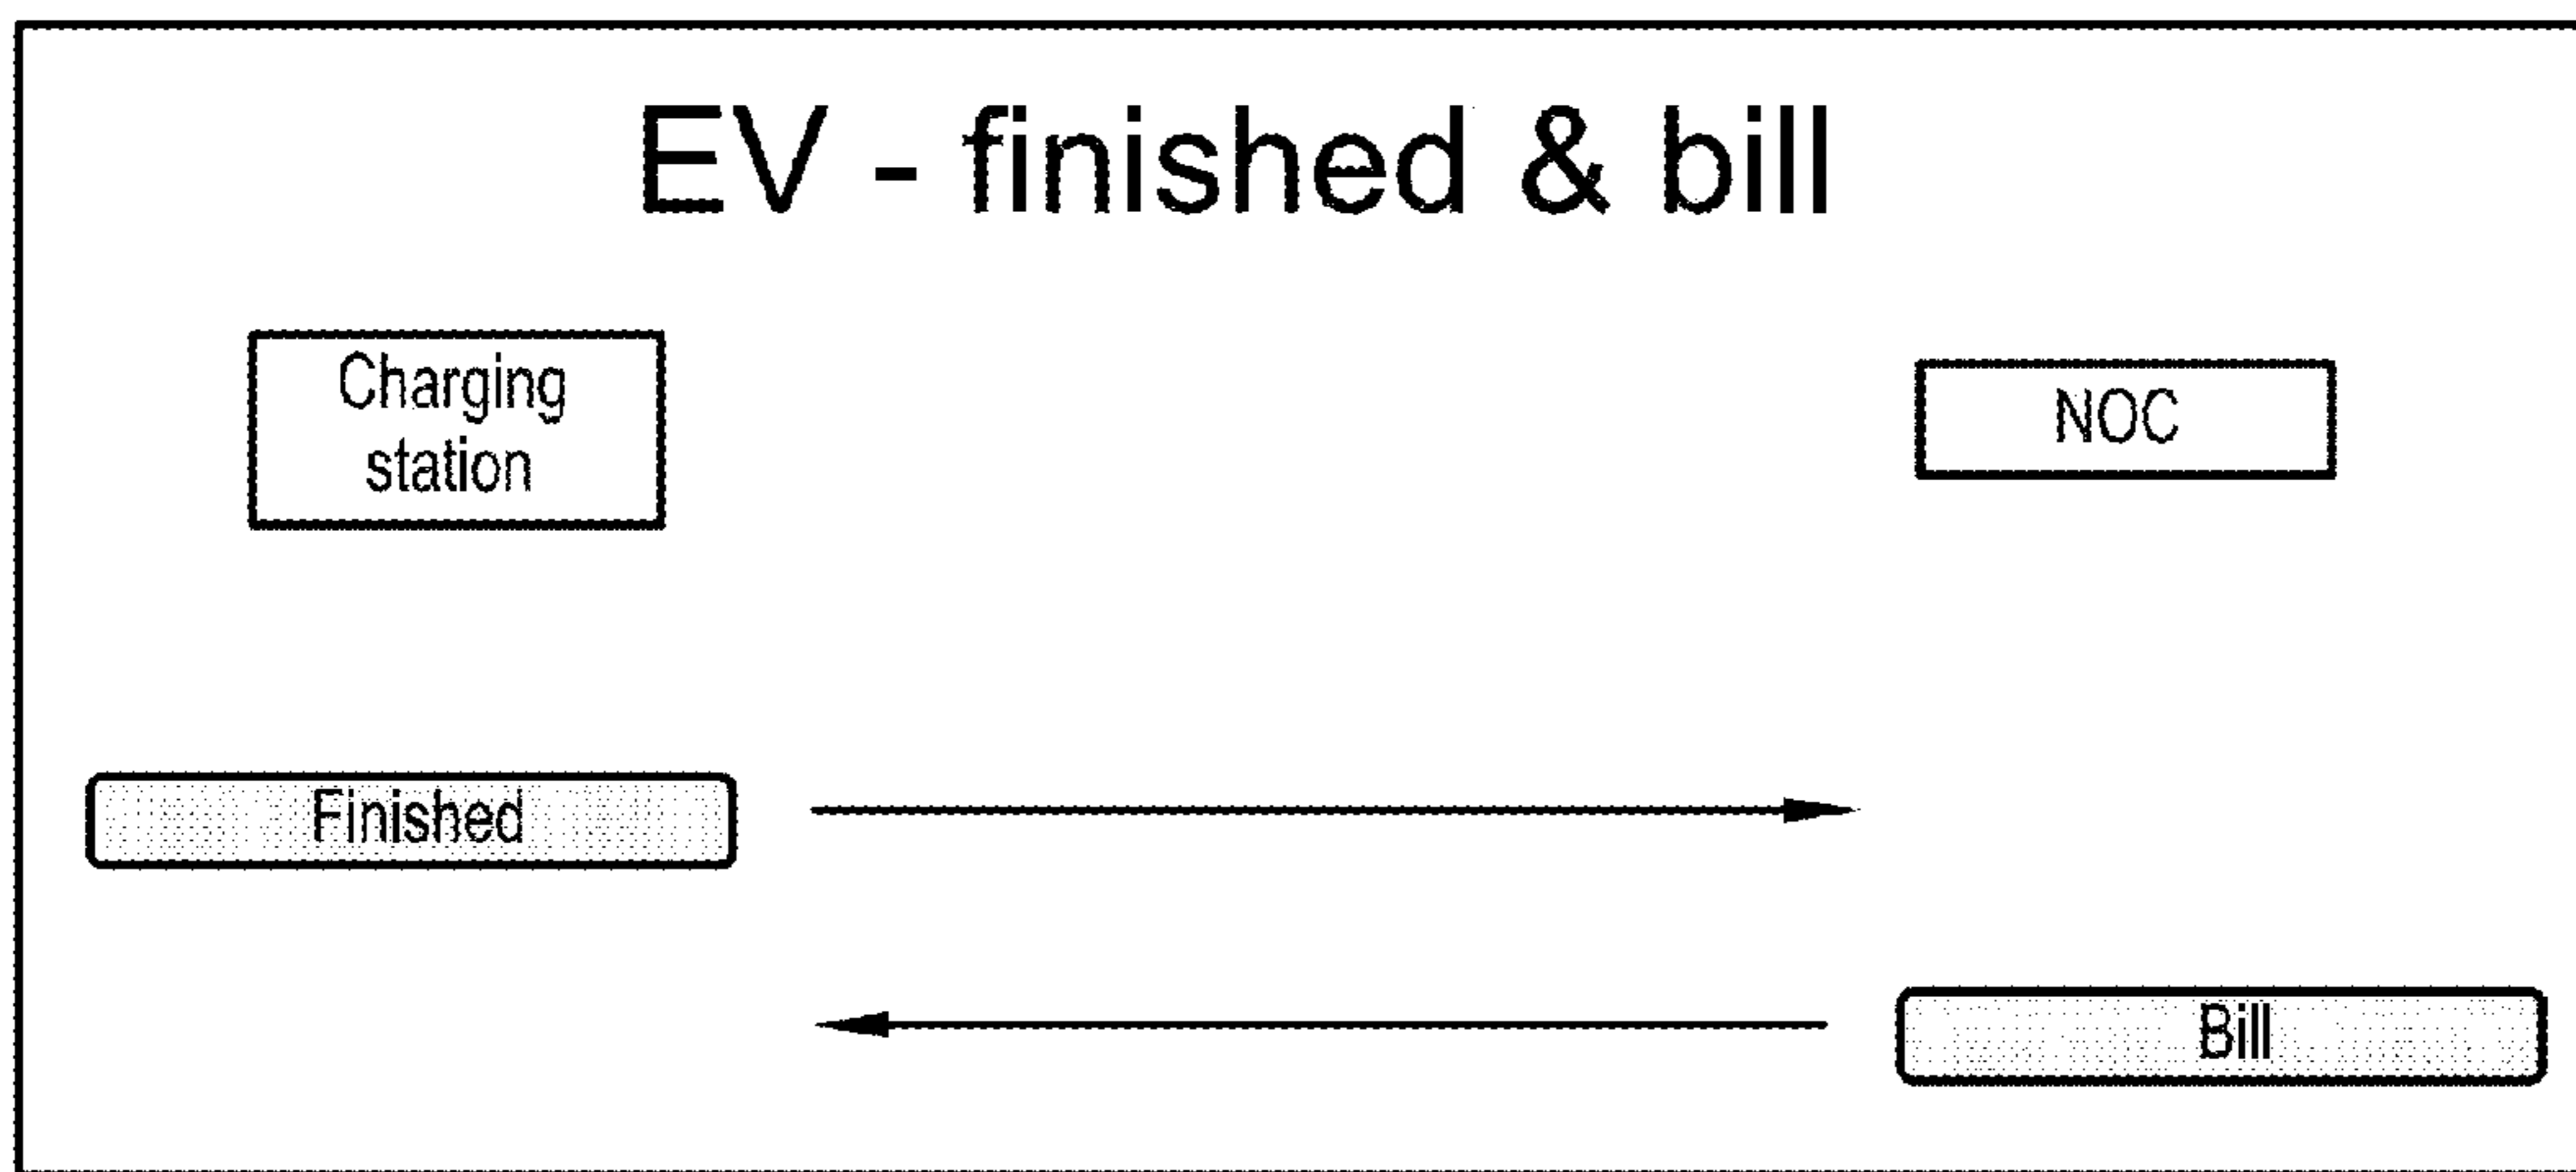 EV - finished & bill
Charging
station
NOC
Finished
Bill